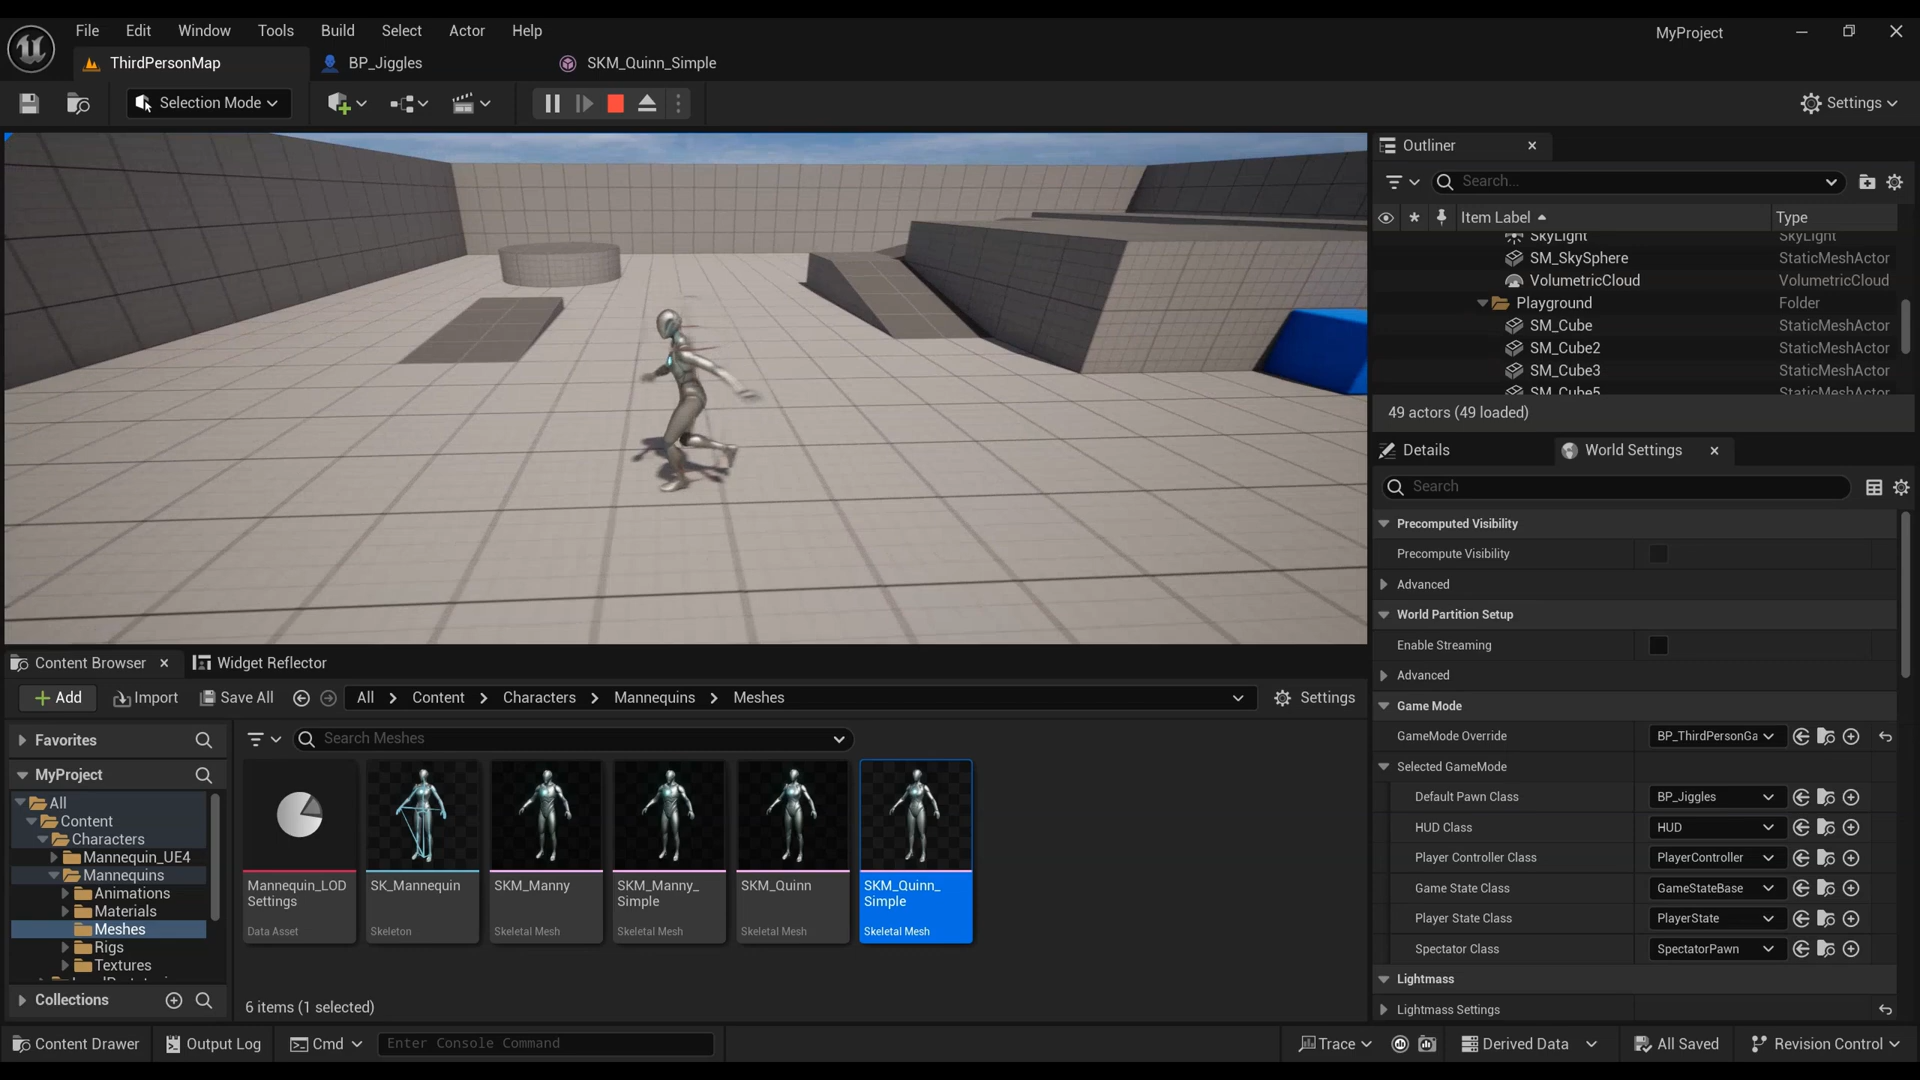 File Edit Window Tools Build Select Actor Help
MyProject
ThirdPersonMap
BP_Jiggles
SKM_Quinn_Simple
Selection Mode
Settings
Outliner
Search...
Item Label
Type
SkyLight SkyLight
SM_SkySphere StaticMeshActor
VolumetricCloud VolumetricCloud
Playground Folder
SM_Cube StaticMeshActor
SM_Cube2 StaticMeshActor
SM_Cube3 StaticMeshActor
SM_Cube5 StaticMeshActor
49 actors (49 loaded)
Details
World Settings
Search
Precomputed Visibility
Precompute Visibility
Advanced
World Partition Setup
Enable Streaming
Advanced
Game Mode
GameMode Override BP_ThirdPersonGa
Selected GameMode
Default Pawn Class BP_Jiggles
HUD Class HUD
Player Controller Class PlayerController
Game State Class GameStateBase
Player State Class PlayerState
Spectator Class SpectatorPawn
Lightmass
Lightmass Settings
Content Browser
Widget Reflector
Add
Import
Save All
All > Content > Characters > Mannequins > Meshes
Settings
Favorites
MyProject
All
Content
Characters
Mannequin_UE4
Mannequins
Animations
Materials
Meshes
Rigs
Textures
Collections
Search Meshes
Mannequin_LOD
Settings
Data Asset
SK_Mannequin
Skeleton
SKM_Manny
Skeletal Mesh
SKM_Manny_
Simple
Skeletal Mesh
SKM_Quinn
Skeletal Mesh
SKM_Quinn_
Simple
Skeletal Mesh
6 items (1 selected)
Content Drawer
Output Log
Cmd
Enter Console Command
Trace
Derived Data
All Saved
Revision Control